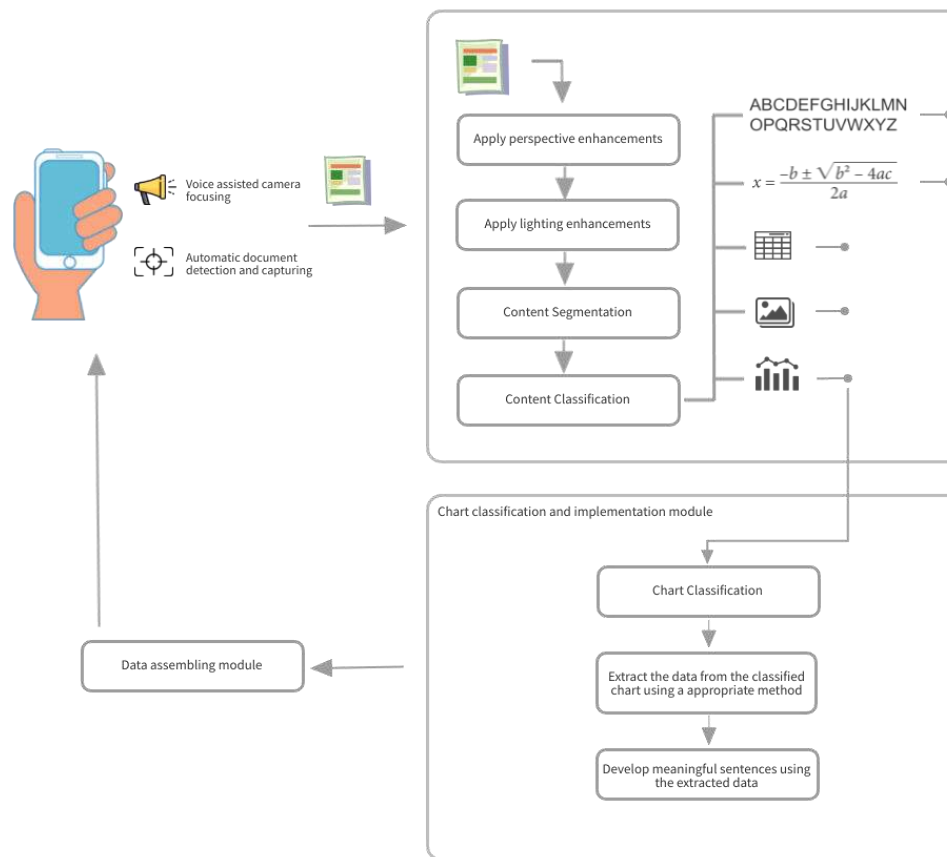 Voice assisted camera
focusing
Automatic document
detection and capturing
Apply perspective enhancements
Apply lighting enhancements
Content Segmentation
Content Classification
ABCDEFGHIJKLMN
OPQRSTUVWXYZ
x = \frac{-b ± \sqrt{b² − 4ac}}{2a}
Chart classification and implementation module
Chart Classification
Extract the data from the classified
chart using a appropriate method
Develop meaningful sentences using
the extracted data
Data assembling module